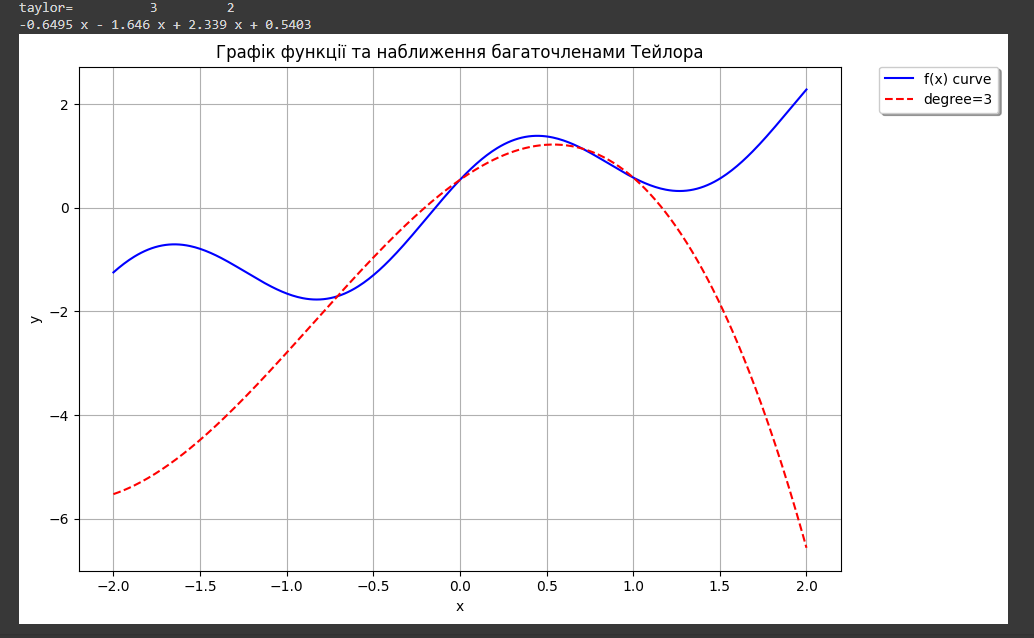 taylor= 3 2
-0.6495 x - 1.646 x + 2.339 x + 0.5403
Графік функції та наближення багаточленами Тейлора
f(x) curve
degree=3
2
0
−2
−4
−6
y
−2.0 −1.5 −1.0 −0.5 0.0 0.5 1.0 1.5 2.0
x